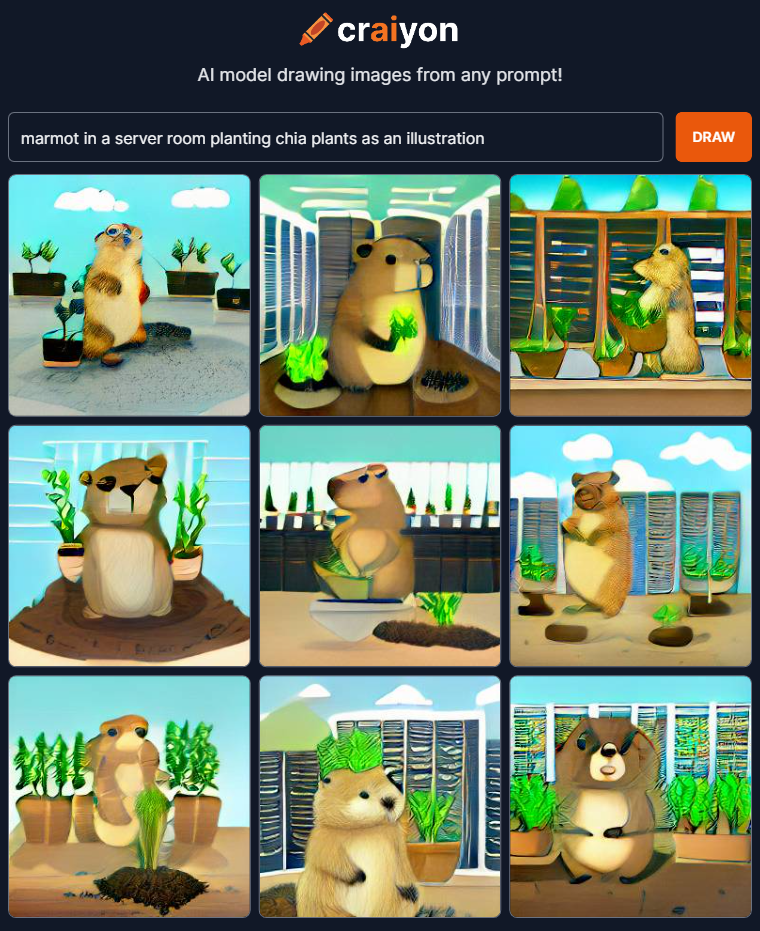 craiyon
AI model drawing images from any prompt!
marmot in a server room planting chia plants as an illustration
DRAW